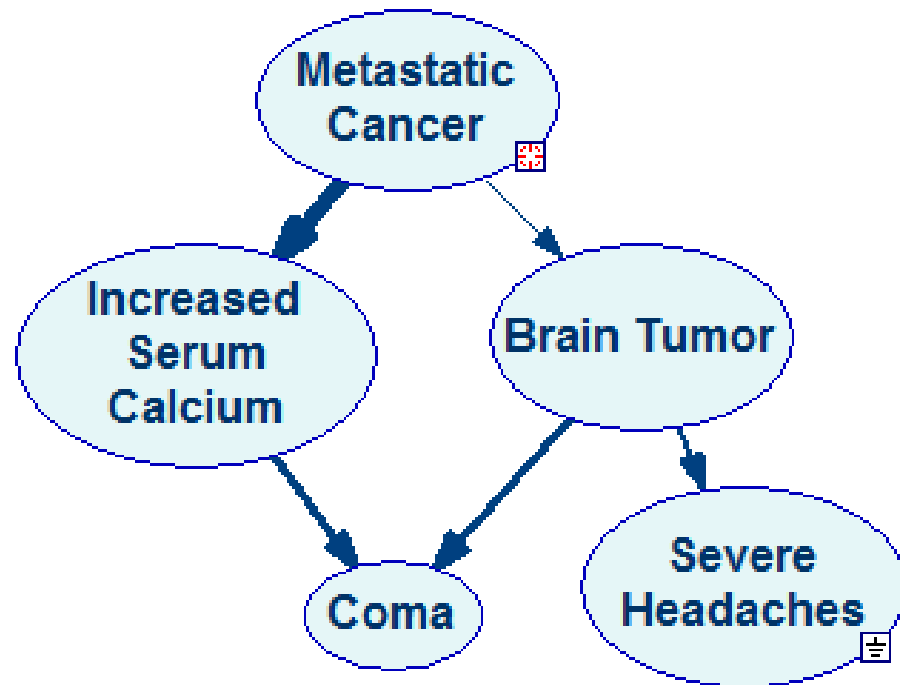 Metastatic
Cancer
Increased
Serum
Calcium
Brain Tumor
Severe
Headaches
Coma